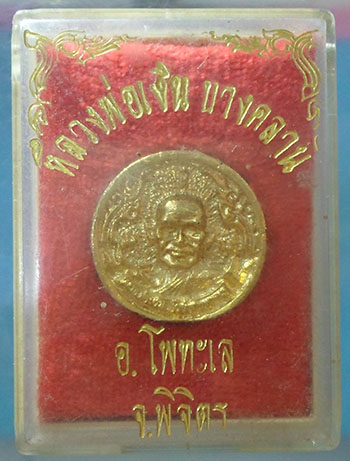 หลวงพ่อเงิน บางคลาน
อ.โพทะเล
จ.พิจิตร